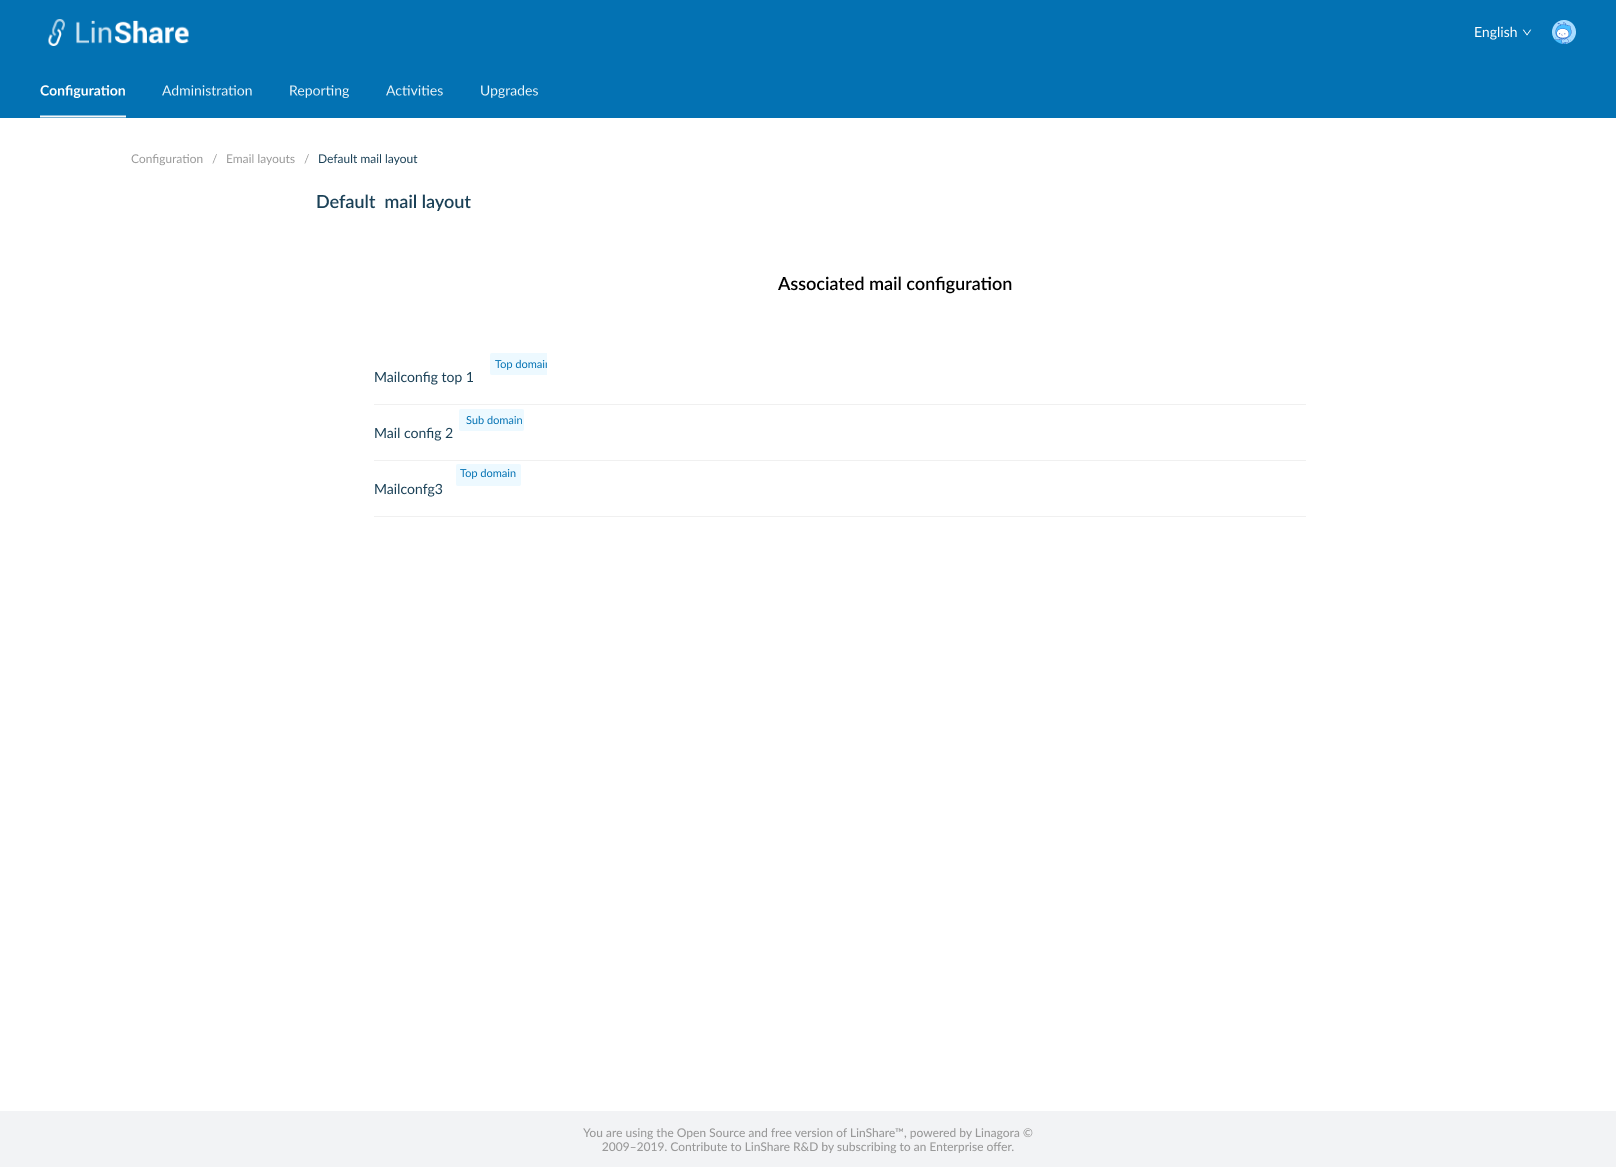 LinShare
English
Configuration Administration Reporting Activities Upgrades
Configuration / Email layouts / Default mail layout
Default mail layout
Associated mail configuration
Top domain
Mailconfig top 1
Sub domain
Mail config 2
Top domain
Mailconfg3
You are using the Open Source and free version of LinShare™, powered by Linagora ©
2009–2019. Contribute to LinShare R&D by subscribing to an Enterprise offer.